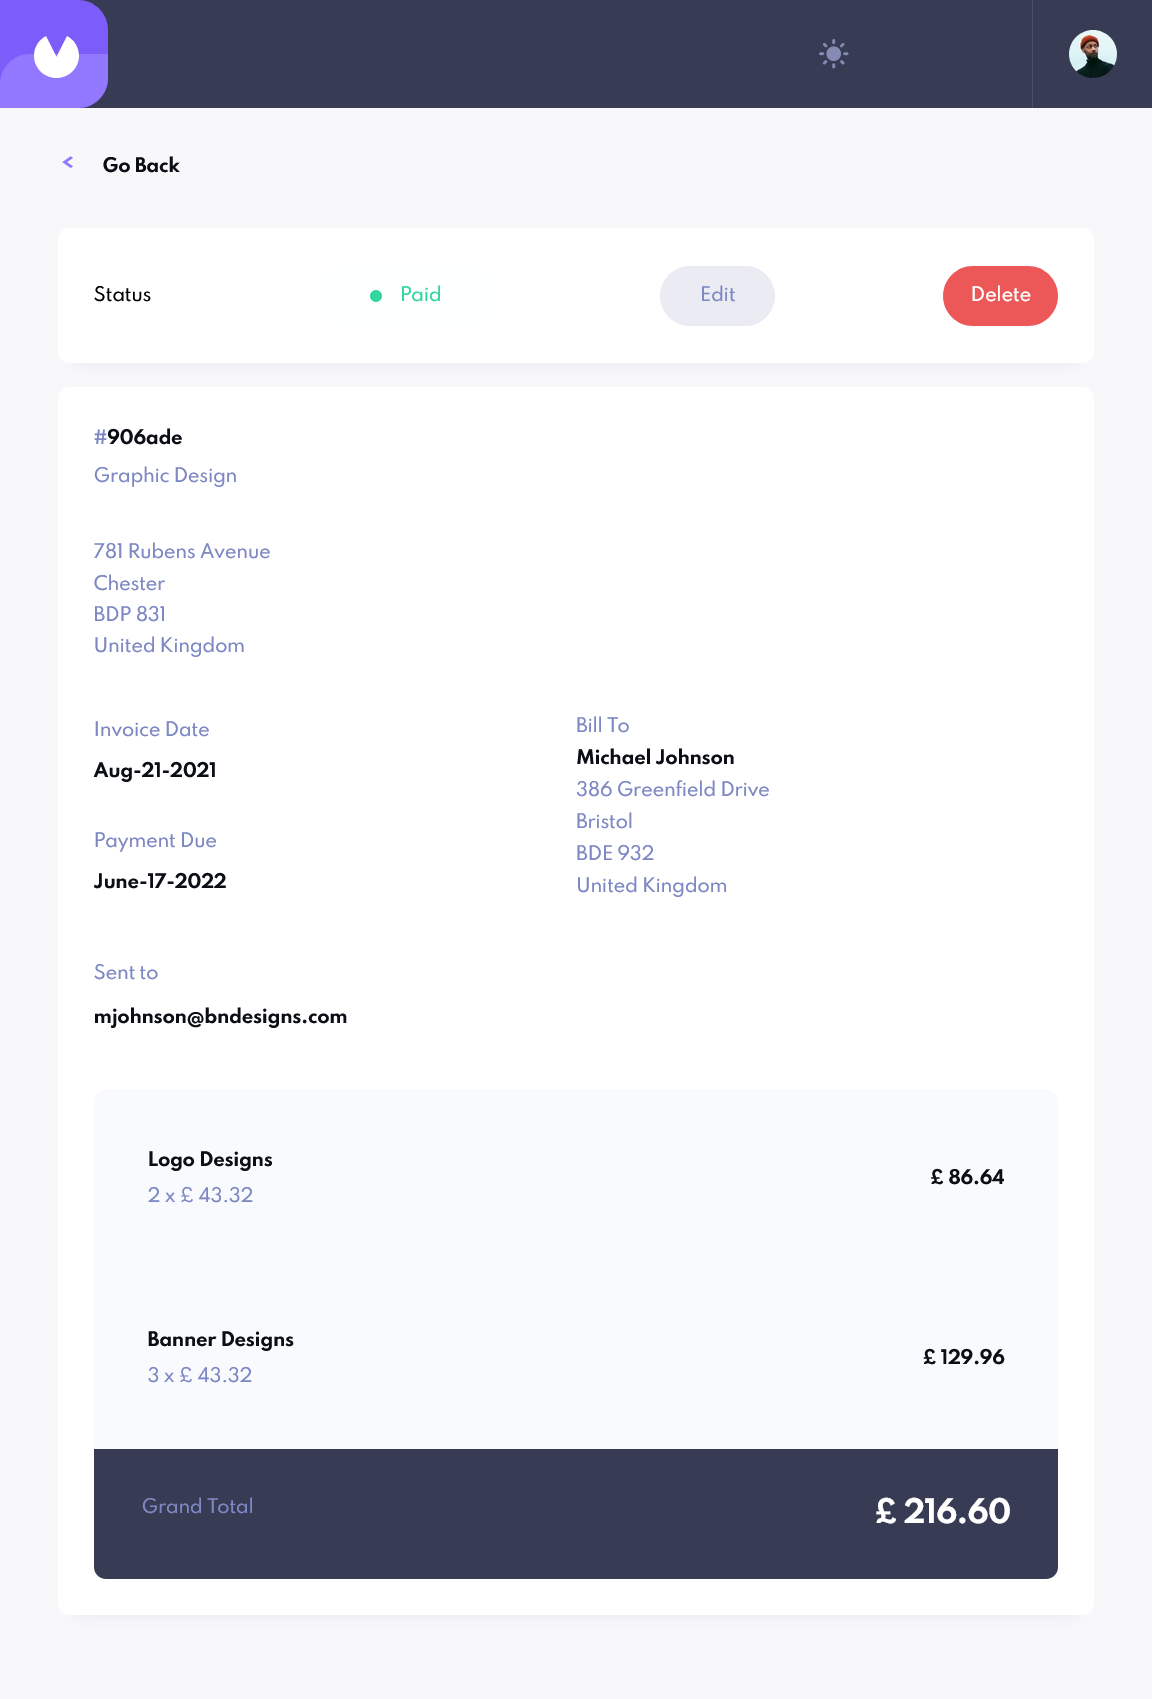 < Go Back
Status
Paid
Edit
Delete
#906ade
Graphic Design
781 Rubens Avenue
Chester
BDP 831
United Kingdom
Invoice Date
Aug-21-2021
Payment Due
June-17-2022
Bill To
Michael Johnson
386 Greenfield Drive
Bristol
BDE 932
United Kingdom
Sent to
mjohnson@bndesigns.com
Logo Designs
2 x £ 43.32
£ 86.64
Banner Designs
3 x £ 43.32
£ 129.96
Grand Total
£ 216.60